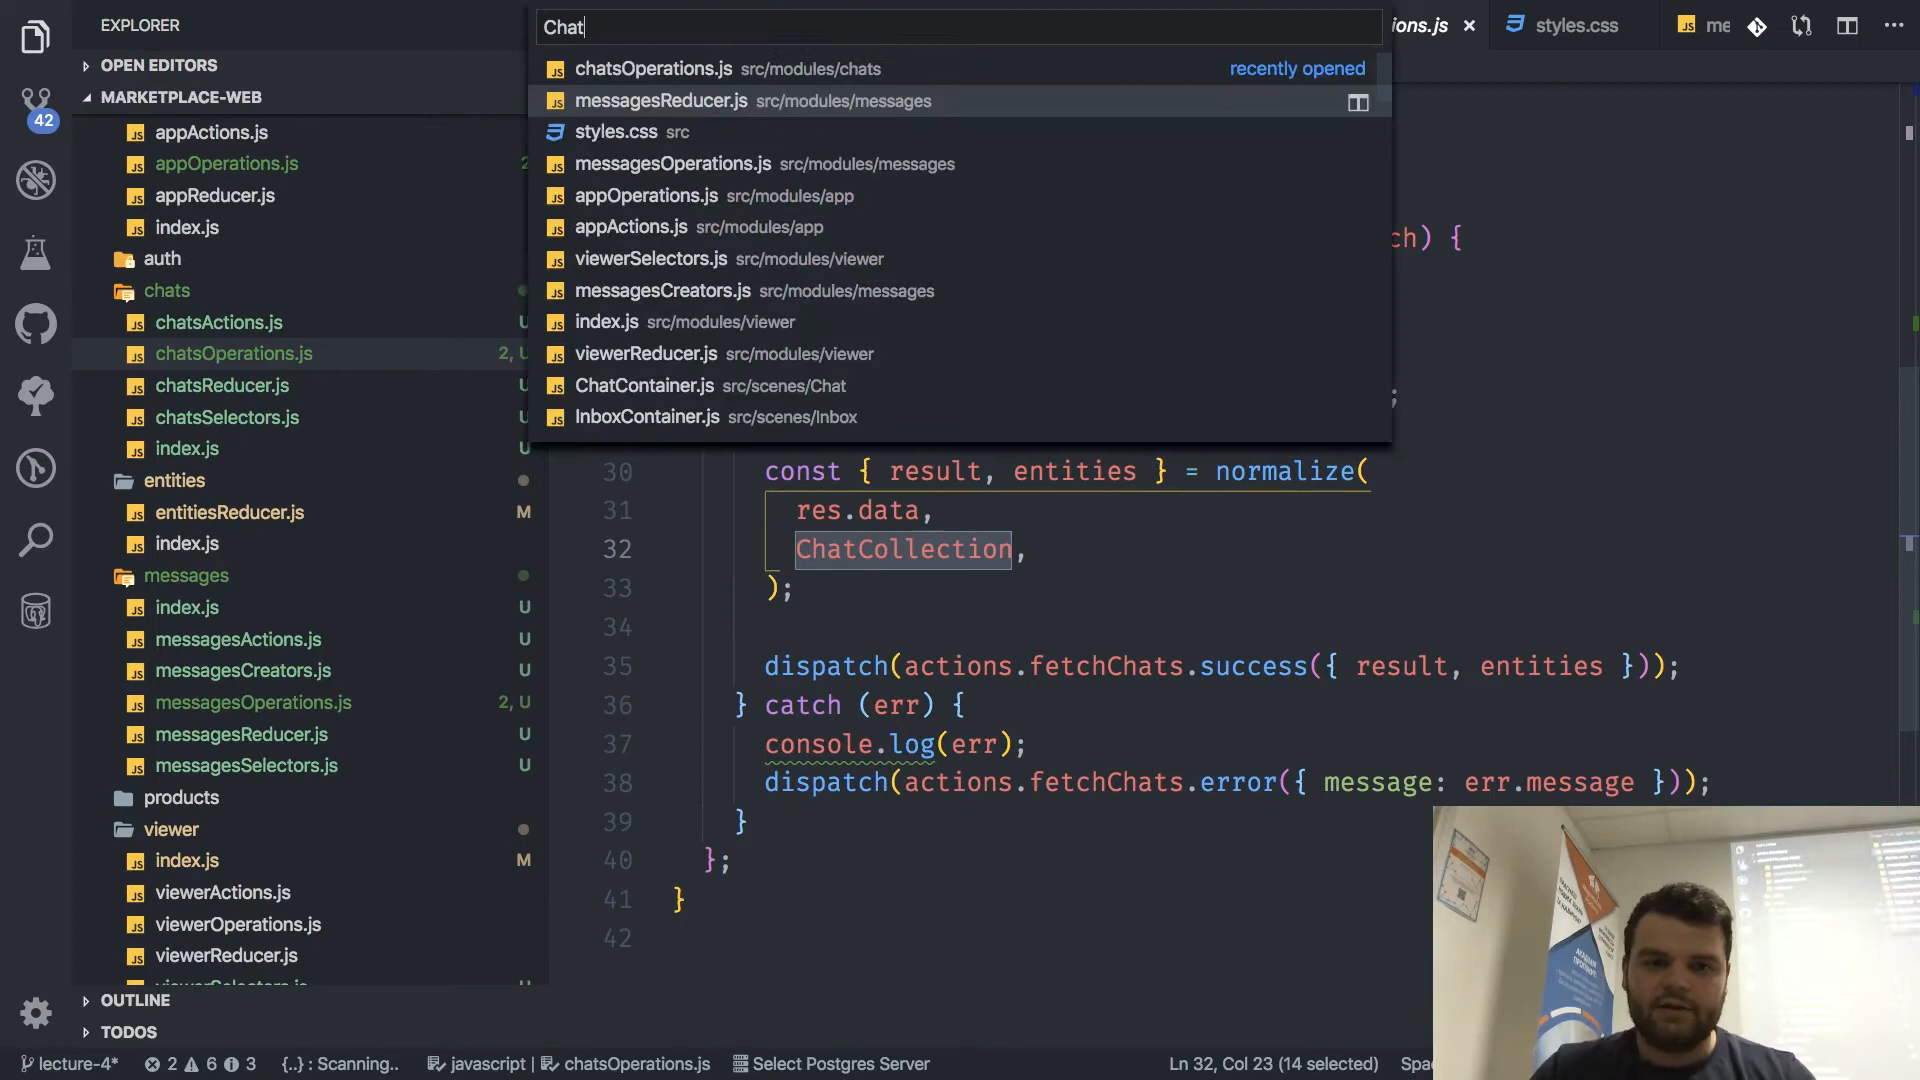 EXPLORER
OPEN EDITORS
MARKETPLACE-WEB
42
appActions.js
appOperations.js 2
appReducer.js
index.js
auth
chats
chatsActions.js U
chatsOperations.js 2, U
chatsReducer.js U
chatsSelectors.js U
index.js U
entities
entitiesReducer.js M
index.js
messages
index.js U
messagesActions.js U
messagesCreators.js U
messagesOperations.js 2, U
messagesReducer.js U
messagesSelectors.js U
products
viewer
index.js M
viewerActions.js
viewerOperations.js
viewerReducer.js
viewerSelectors.js U
OUTLINE
TODOS
Chat
chatsOperations.js src/modules/chats recently opened
messagesReducer.js src/modules/messages
styles.css src
messagesOperations.js src/modules/messages
appOperations.js src/modules/app
appActions.js src/modules/app
viewerSelectors.js src/modules/viewer
messagesCreators.js src/modules/messages
index.js src/modules/viewer
viewerReducer.js src/modules/viewer
ChatContainer.js src/scenes/Chat
InboxContainer.js src/scenes/Inbox
ions.js styles.css me
ch) {
;
30 const { result, entities } = normalize(
31 res.data,
32 ChatCollection,
33 );
34
35 dispatch(actions.fetchChats.success({ result, entities }));
36 } catch (err) {
37 console.log(err);
38 dispatch(actions.fetchChats.error({ message: err.message }));
39 }
40 };
41 }
42
lecture-4* 2 6 3 {..} : Scanning.. javascript | chatsOperations.js Select Postgres Server Ln 32, Col 23 (14 selected) Spac